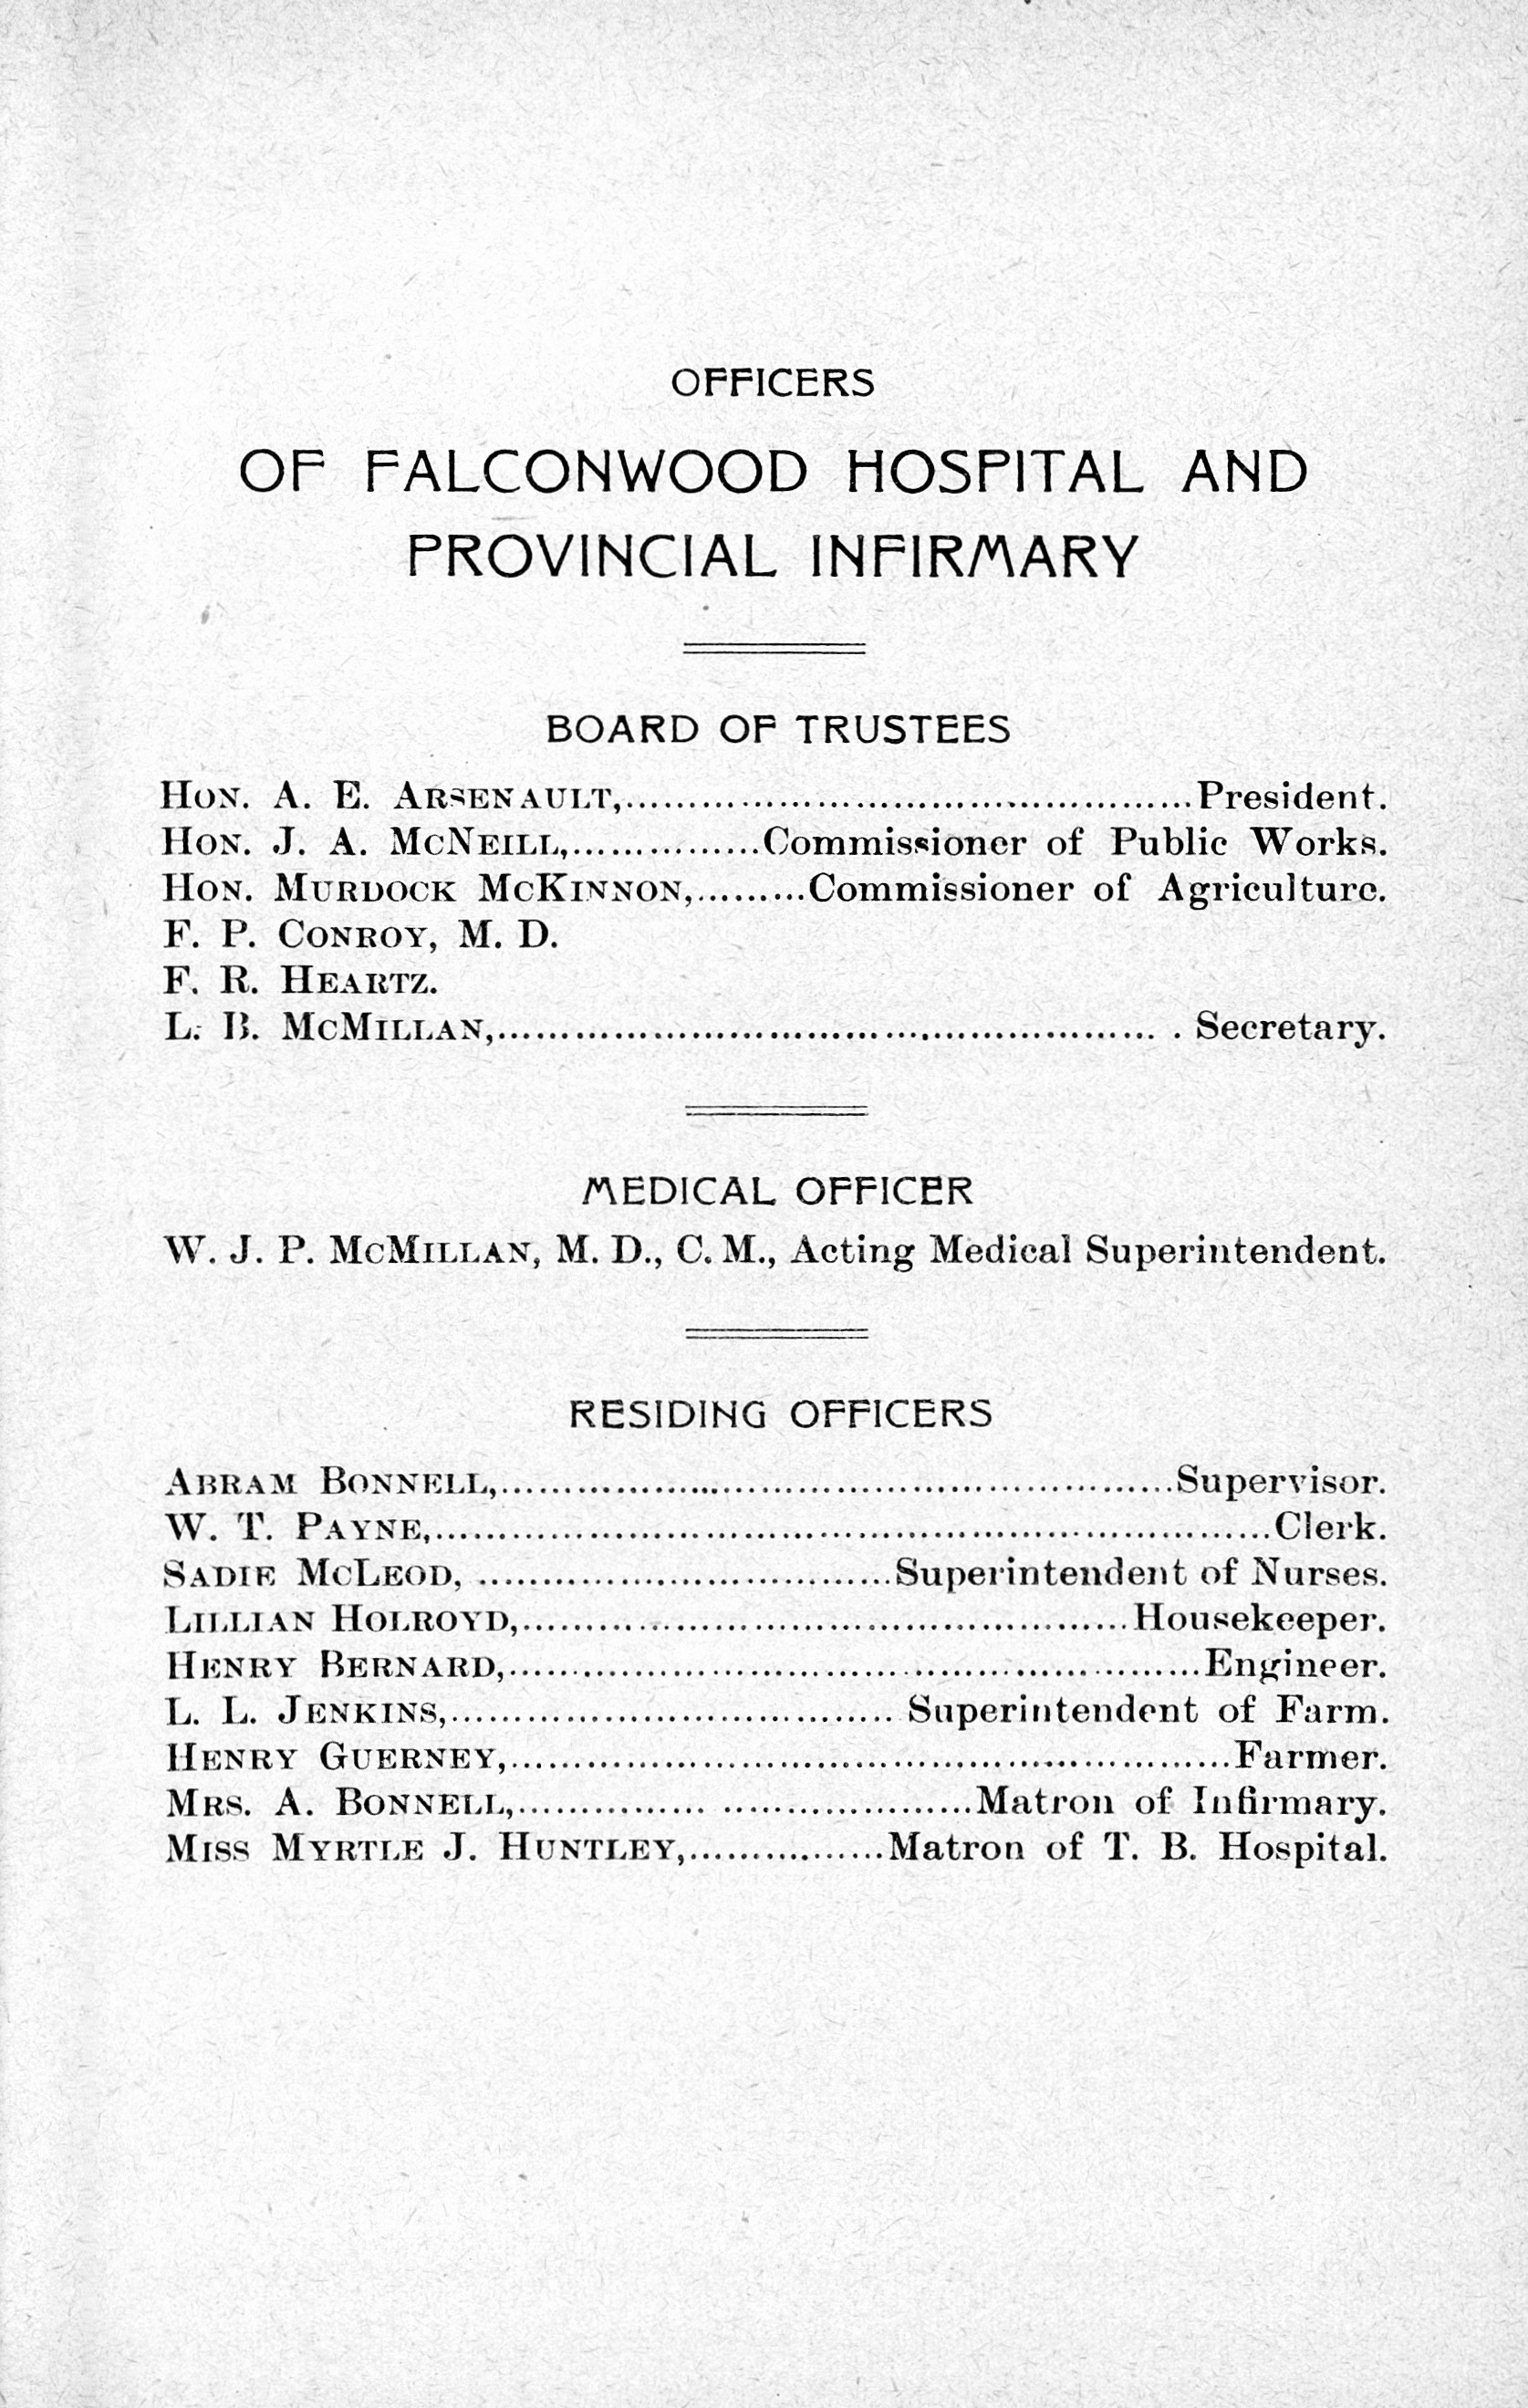 OFFICERS
OF FALCONWOOD HOSPITAL AND
PROVINCIAL INFIRMARY
BOARD OF TRUSTEES
HON. A. E. ARSENAULT,..............................................President.
HON. J. A. MCNEILL,...............Commissioner of Public Works.
HON. MURDOCK MCKINNON,.........Commissioner of Agriculture.
F. P. CONROY, M. D.
F. R. HEARTZ.
L. B. MCMILLAN,..................................................... . Secretary.
MEDICAL OFFICER
W. J. P. MCMILLAN, M. D., C. M., Acting Medical Superintendent.
RESIDING OFFICERS
ABRAM BONNELL,......................................................Supervisor.
W. T. PAYNE,...................................................................Clerk.
SADIE MCLEOD, .................................Superintendent of Nurses.
LILLIAN HOLROYD,.................................................Housekeeper.
HENRY BERNARD,.......................................................Engineer.
L. L. JENKINS,................................... Superintendent of Farm.
HENRY GUERNEY,..........................................................Farmer.
MRS. A. BONNELL,............... ....................Matron of Infirmary.
MISS MYRTLE J. HUNTLEY,................Matron of T. B. Hospital.